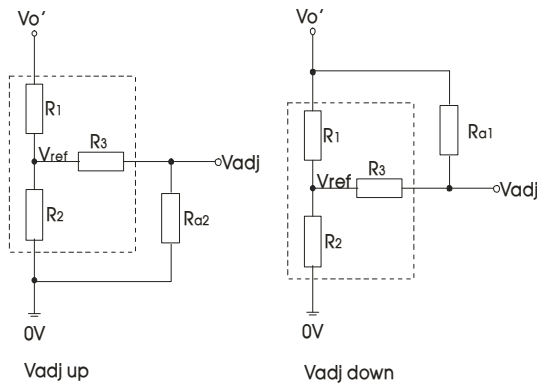 Vo'
R1
Vref
R3
Vadj
R2
Ra2
0V
Vadj up
Vo'
R1
Ra1
Vref
R3
Vadj
R2
0V
Vadj down